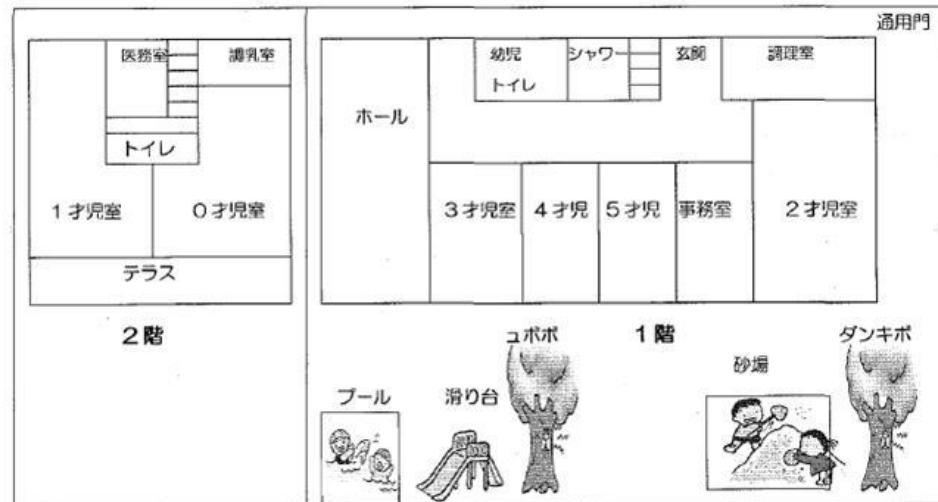 通用門
医務室
調乳室
トイレ
1才児室
0才児室
テラス
2階
幼児
トイレ
シャワー
玄関
調理室
ホール
3才児室
4才児
5才児
事務室
2才児室
1階
プール
滑り台
ュポポ
砂場
ダンキポ